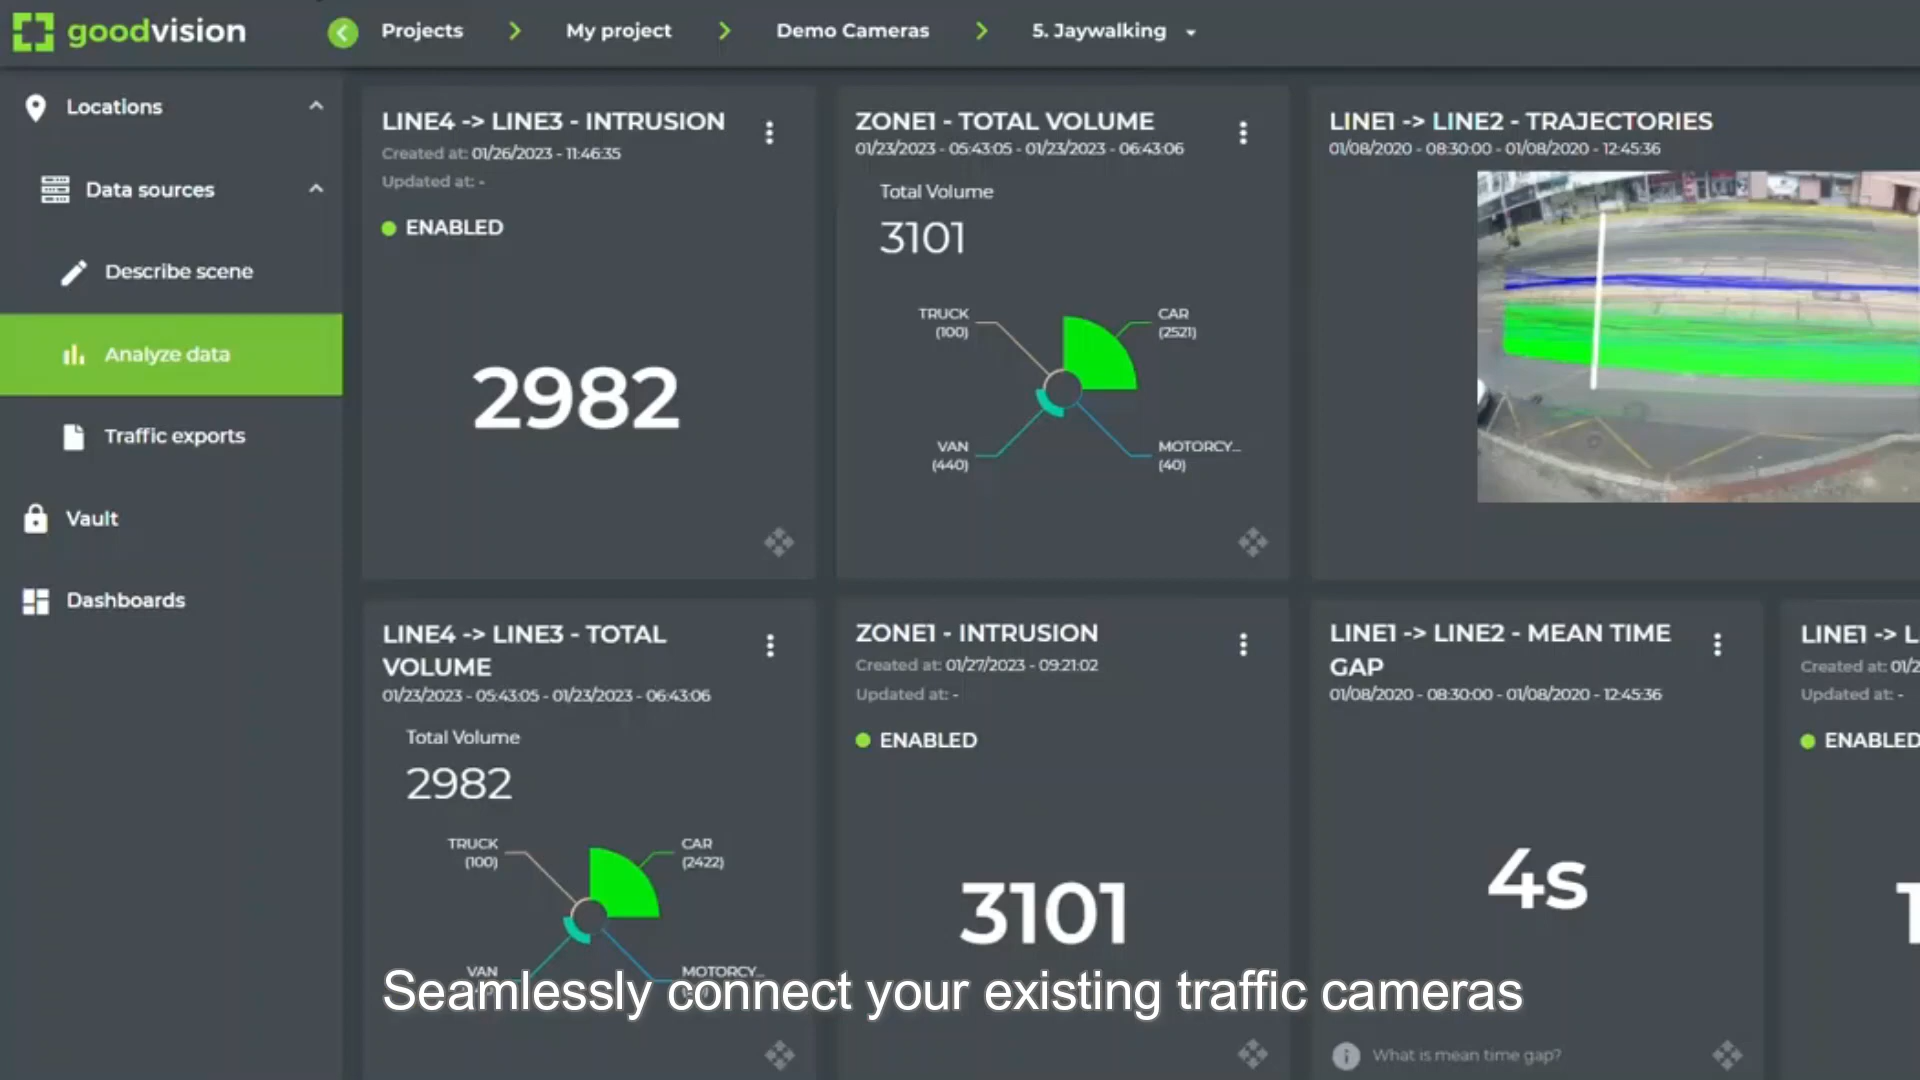 goodvision
Projects
My project
Demo Cameras
5. Jaywalking
Locations
Data sources
Describe scene
Analyze data
Traffic exports
Vault
Dashboards
LINE4 -> LINE3 - INTRUSION
Created at: 01/26/2023 - 11:46:35
Updated at: -
ENABLED
2982
ZONE1 - TOTAL VOLUME
01/23/2023 - 05:43:05 - 01/23/2023 - 06:43:06
Total Volume
3101
TRUCK
(100)
CAR
(2521)
VAN
(440)
MOTORCY...
(40)
LINE1 -> LINE2 - TRAJECTORIES
01/08/2020 - 08:30:00 - 01/08/2020 - 12:45:36
LINE4 -> LINE3 - TOTAL
VOLUME
01/23/2023 - 05:43:05 - 01/23/2023 - 06:43:06
Total Volume
2982
TRUCK
(100)
CAR
(2422)
VAN
MOTORCY...
ZONE1 - INTRUSION
Created at: 01/27/2023 - 09:21:02
Updated at: -
ENABLED
3101
LINE1 -> LINE2 - MEAN TIME
GAP
01/08/2020 - 08:30:00 - 01/08/2020 - 12:45:36
4s
What is mean time gap?
LINE1 -> L
Created at: 01/2
Updated at: -
ENABLED
1
Seamlessly connect your existing traffic cameras